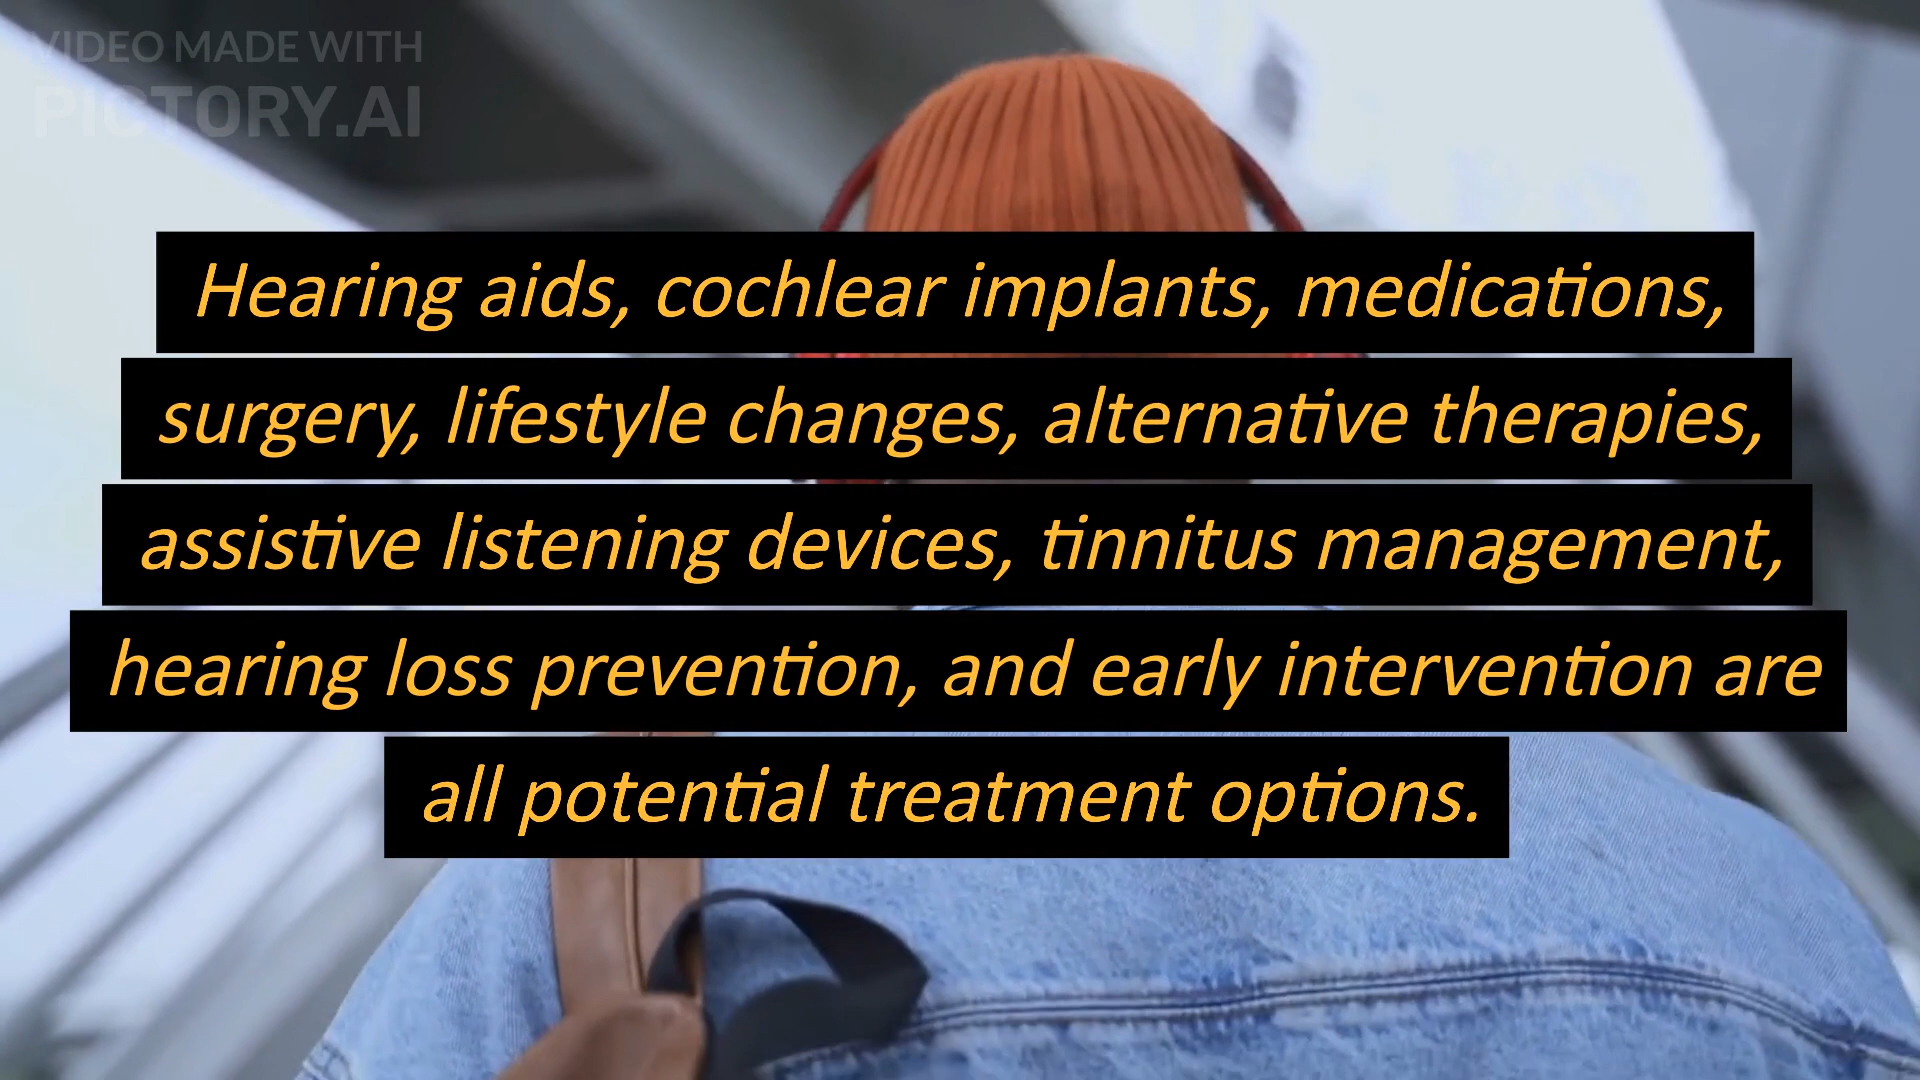 VIDEO MADE WITH
PICTORY.AI
Hearing aids, cochlear implants, medications,
surgery, lifestyle changes, alternative therapies,
assistive listening devices, tinnitus management,
hearing loss prevention, and early intervention are
all potential treatment options.